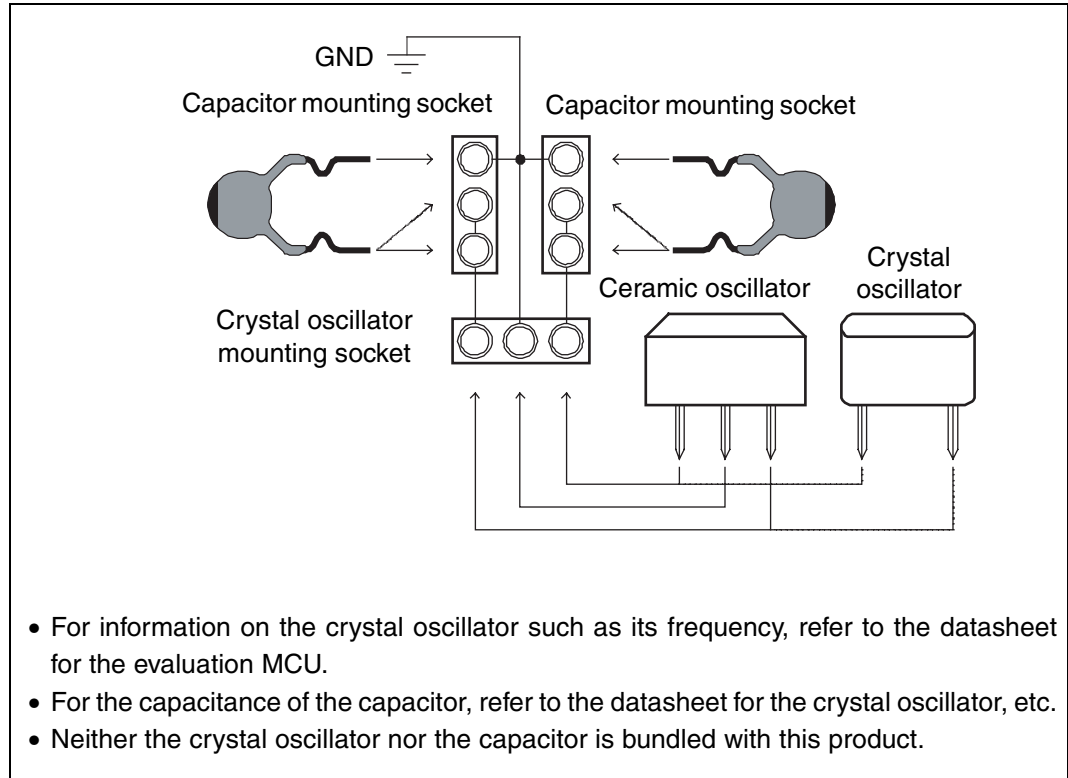 GND
Capacitor mounting socket
Capacitor mounting socket
Ceramic oscillator
Crystal
oscillator
Crystal oscillator
mounting socket
• For information on the crystal oscillator such as its frequency, refer to the datasheet
for the evaluation MCU.
• For the capacitance of the capacitor, refer to the datasheet for the crystal oscillator, etc.
• Neither the crystal oscillator nor the capacitor is bundled with this product.